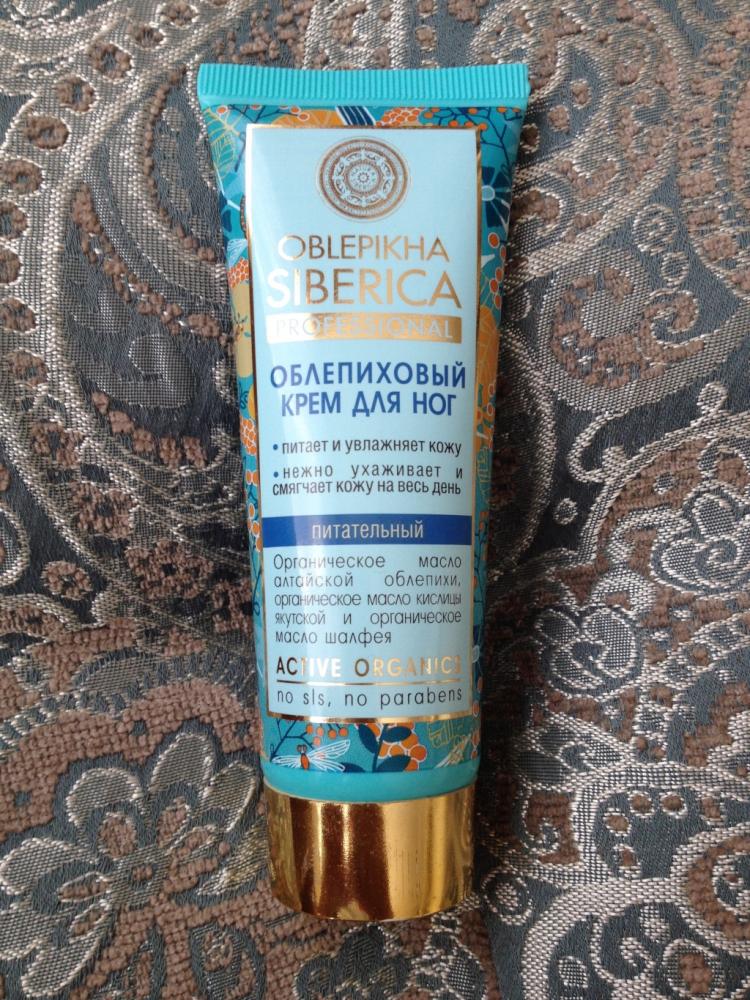 OBLEPIKHA
SIBERICA
PROFESSIONAL
ОБЛЕПИХОВЫЙ
КРЕМ ДЛЯ НОГ
• питает и увлажняет кожу
• нежно ухаживает и
смягчает кожу на весь день
питательный
Органическое масло
алтайской облепихи,
органическое масло кислицы
якутской и органическое
масло шалфея
ACTIVE ORGANICS
no sls, no parabens